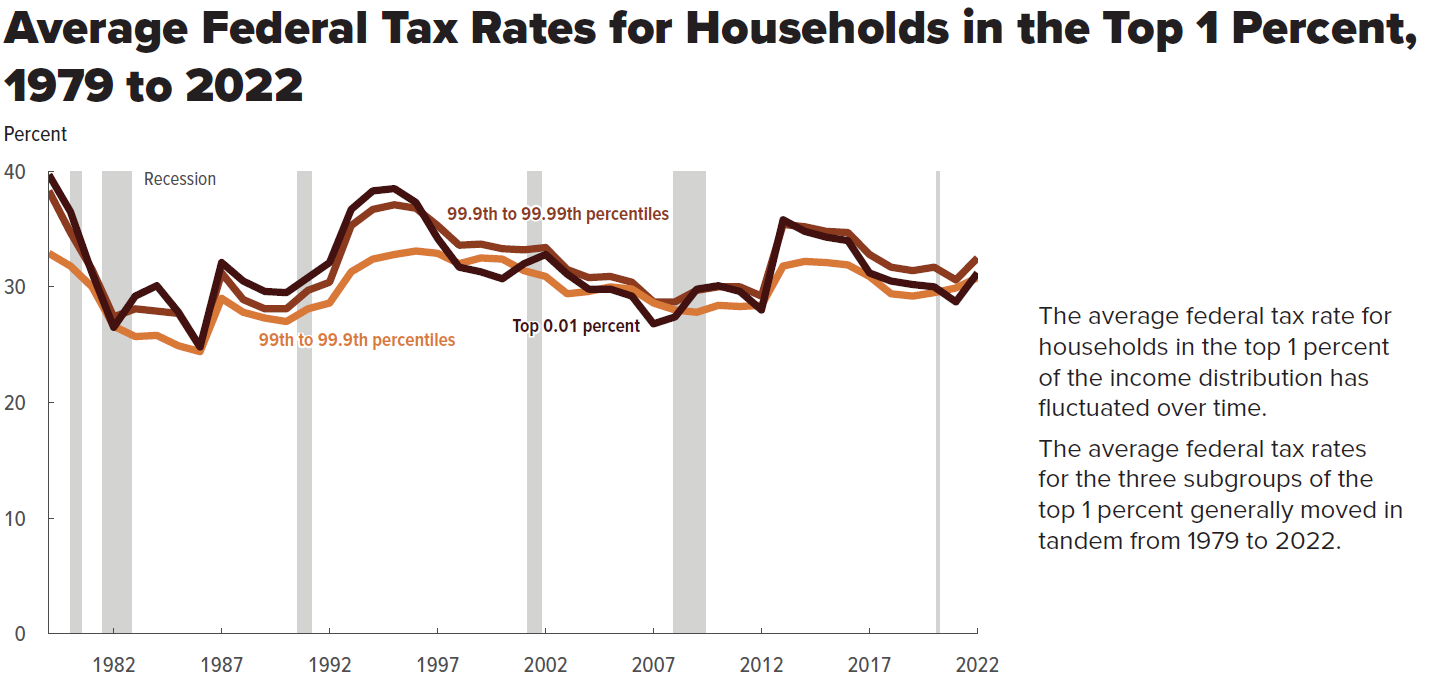 Average Federal Tax Rates for Households in the Top 1 Percent,
1979 to 2022
Percent
40
Recession
99.9th to 99.99th percentiles
30
Top 0.01 percent
99th to 99.9th percentiles
20
10
0
1982 1987 1992 1997 2002 2007 2012 2017 2022
The average federal tax rate for
households in the top 1 percent
of the income distribution has
fluctuated over time.
The average federal tax rates
for the three subgroups of the
top 1 percent generally moved in
tandem from 1979 to 2022.